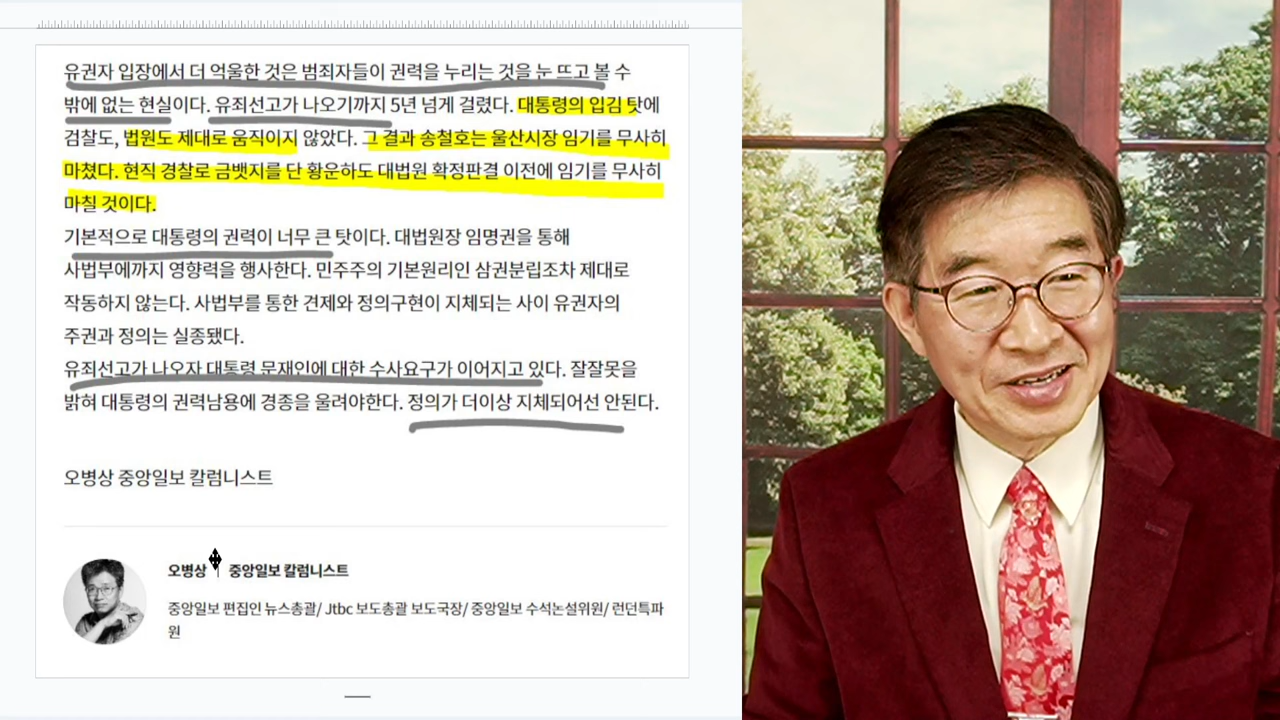 유권자 입장에서 더 억울한 것은 범죄자들이 권력을 누리는 것을 눈 뜨고 볼 수
밖에 없는 현실이다. 유죄선고가 나오기까지 5년 넘게 걸렸다. 대통령의 입김 탓에
검찰도, 법원도 제대로 움직이지 않았다. 그 결과 송철호는 울산시장 임기를 무사히
마쳤다. 현직 경찰로 금뱃지를 단 황운하도 대법원 확정판결 이전에 임기를 무사히
마칠 것이다.
기본적으로 대통령의 권력이 너무 큰 탓이다. 대법원장 임명권을 통해
사법부에까지 영향력을 행사한다. 민주주의 기본원리인 삼권분립조차 제대로
작동하지 않는다. 사법부를 통한 견제와 정의구현이 지체되는 사이 유권자의
주권과 정의는 실종됐다.
유죄선고가 나오자 대통령 문재인에 대한 수사요구가 이어지고 있다. 잘잘못을
밝혀 대통령의 권력남용에 경종을 울려야한다. 정의가 더이상 지체되어선 안된다.
오병상 중앙일보 칼럼니스트
오병상 중앙일보 칼럼니스트
중앙일보 편집인 뉴스총괄/ Jtbc 보도총괄 보도국장/ 중앙일보 수석논설위원/ 런던특파
원